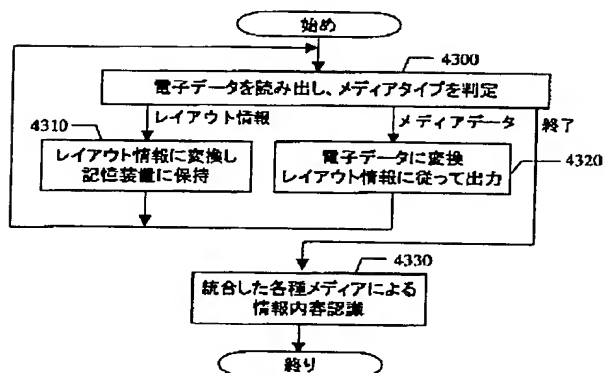 始め
4300
電子データを読み出し、メディアタイプを判定
レイアウト情報
メディアデータ
終了
4310
レイアウト情報に変換し
記憶装置に保持
電子データに変換
レイアウト情報に従って出力
4320
4330
統合した各種メディアによる
情報内容認識
終り